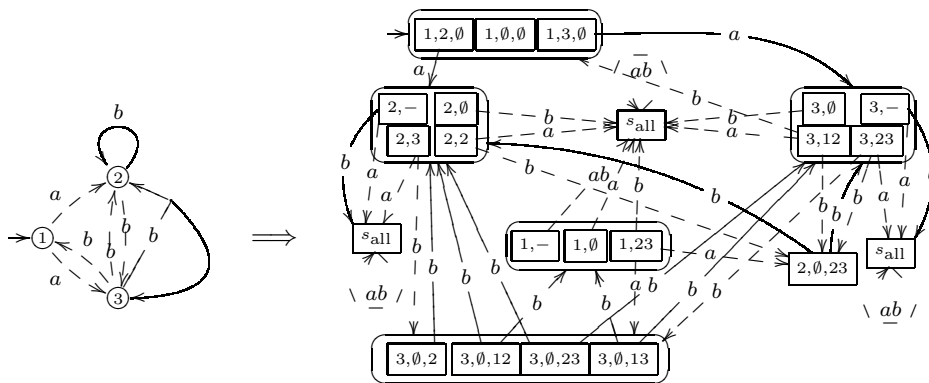 1,2,∅ 1,∅,∅ 1,3,∅
a
a
ab
b
2,− 2,∅
b
s_all
b
3,∅ 3,−
b
2,3 2,2
a
a
3,12 3,23
b
b
a
a
b
b
a
a
b
2
a
b
b
b
ab
a
b
b
b
a
a
b
1
⟹
s_all
1,− 1,∅ 1,23
s_all
a
b
b
b
b
b
a
b
b
2,∅,23
3
ab
b
a
ab
3,∅,2 3,∅,12 3,∅,23 3,∅,13